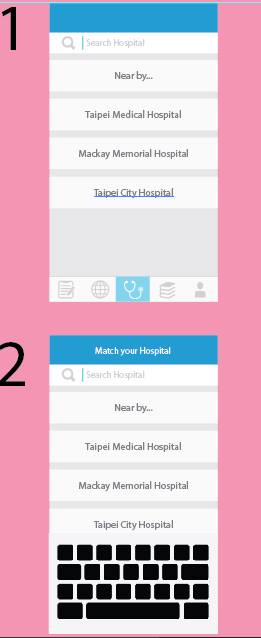 1
Search Hospital
Near by...
Taipei Medical Hospital
Mackay Memorial Hospital
Taipei City Hospital
2
Match your Hospital
Search Hospital
Near by...
Taipei Medical Hospital
Mackay Memorial Hospital
Taipei City Hospital